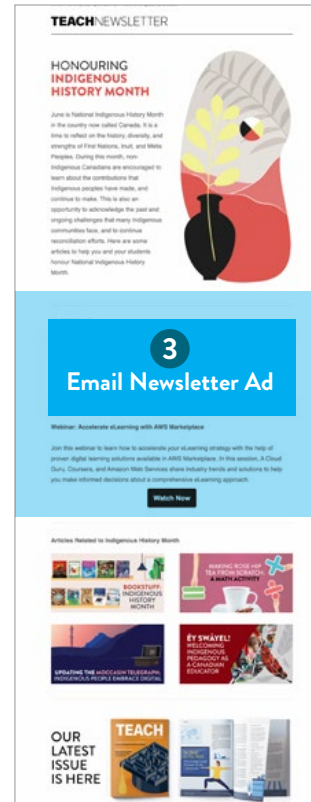 TEACHNEWSLETTER
HONOURING
INDIGENOUS
HISTORY MONTH
June is National Indigenous History Month
in the country now called Canada. It is a
time to reflect on the history, diversity, and
strengths of First Nations, Inuit, and Métis
Peoples. During this month, non-
Indigenous Canadians are encouraged to
learn about the contributions that
Indigenous peoples have made, and
continue to make. This is also an
opportunity to acknowledge the past and
ongoing challenges that many Indigenous
communities face, and to continue
reconciliation efforts. Here are some
articles to help you and your students
honour National Indigenous History
Month.
3
Email Newsletter Ad
Webinar: Accelerate eLearning with AWS Marketplace
Join this webinar to learn how to accelerate your eLearning strategy with the help of
proven digital learning solutions available in AWS Marketplace. In this session, A Cloud
Guru, Coursera, and Amazon Web Services share industry trends and solutions to help
you make informed decisions about a comprehensive eLearning approach.
Watch Now
Articles Related to Indigenous History Month
BOOKSTUFF:
INDIGENOUS
HISTORY
MONTH
MAKING ROSE HIP
TEA FROM SCRATCH:
A MATH ACTIVITY
UPDATING THE MOCCASIN TELEGRAPH:
INDIGENOUS PEOPLE EMBRACE DIGITAL
ÉY SWÁYEL!
WELCOMING
INDIGENOUS
PEDAGOGY AS
A CANADIAN
EDUCATOR
OUR
LATEST
ISSUE
IS HERE
TEACH